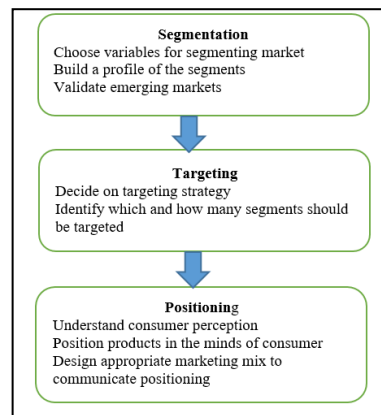 Segmentation
Choose variables for segmenting market
Build a profile of the segments
Validate emerging markets
Targeting
Decide on targeting strategy
Identify which and how many segments should
be targeted
Positioning
Understand consumer perception
Position products in the minds of consumer
Design appropriate marketing mix to
communicate positioning